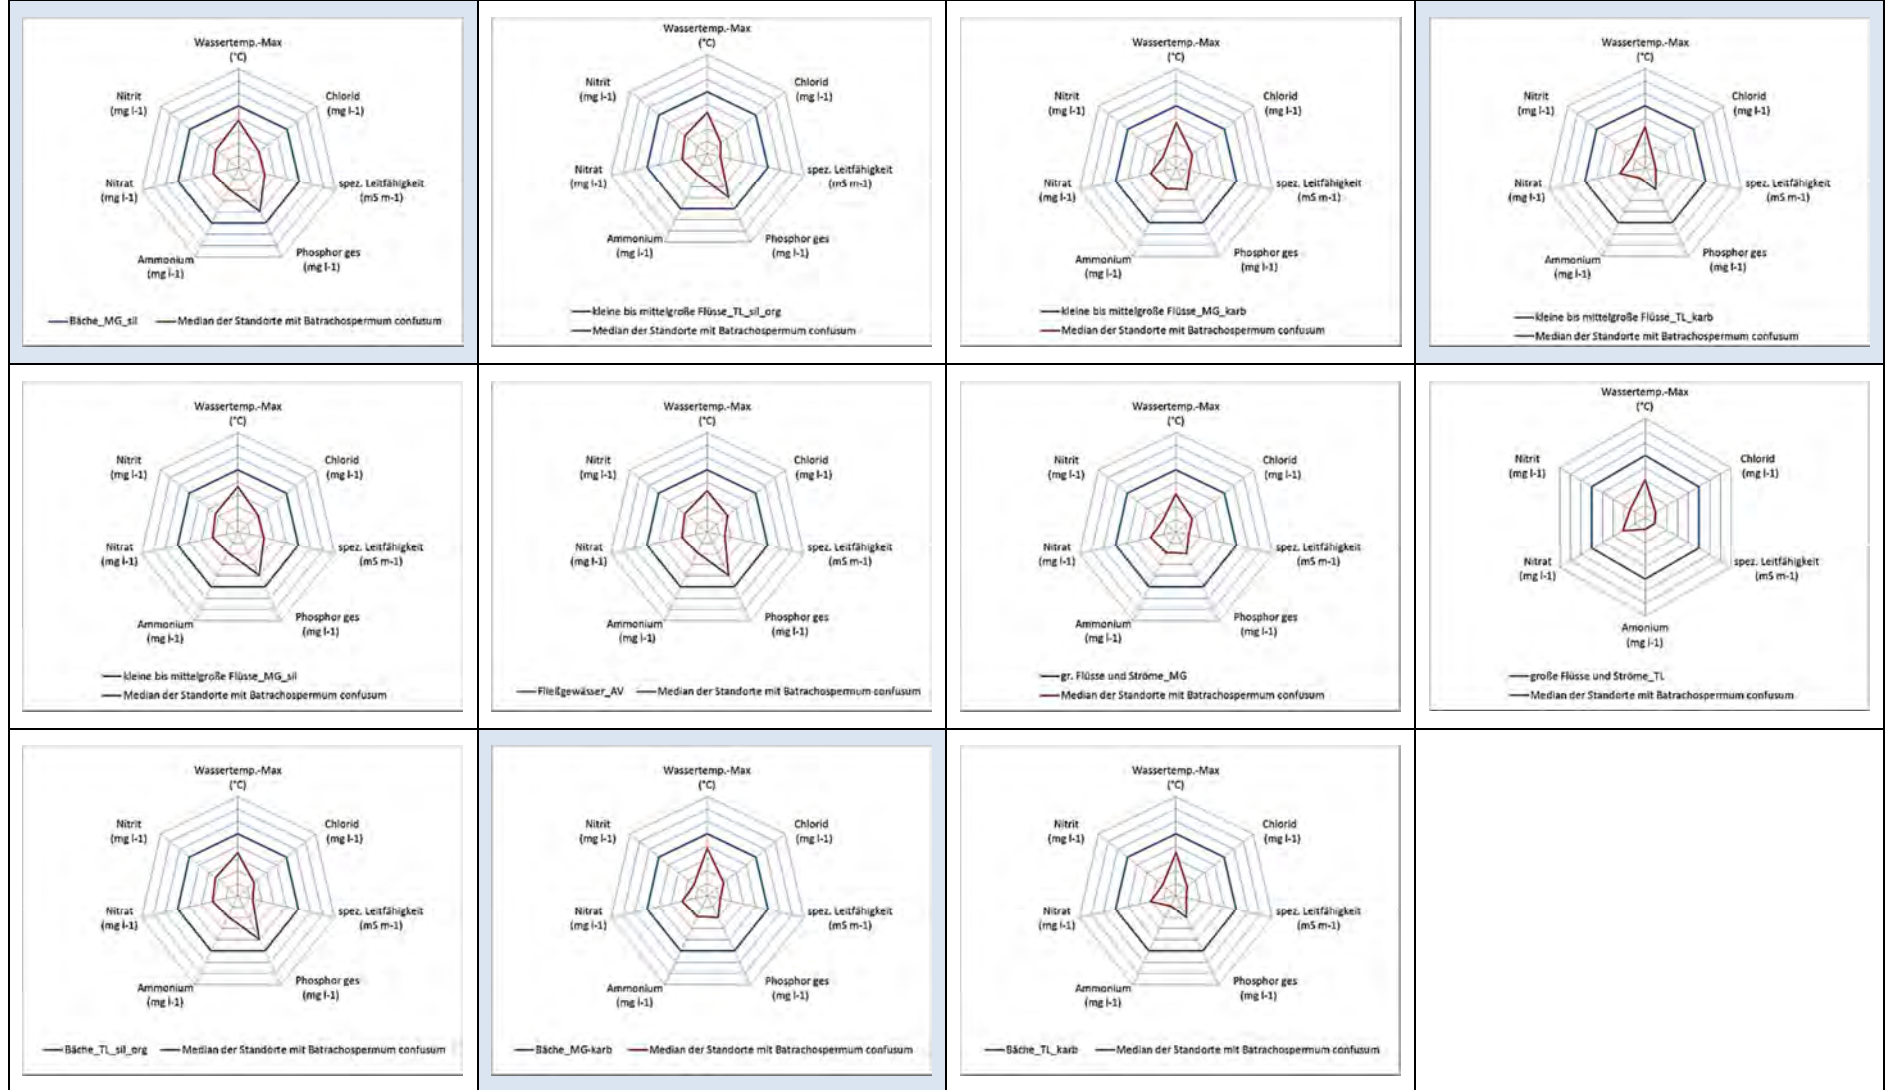 Wassertemp.-Max
(°C)
Nitrit
(mg l-1)
Chlorid
(mg l-1)
Nitrat
(mg l-1)
spez. Leitfähigkeit
(mS m-1)
Ammonium
(mg l-1)
Phosphor ges
(mg l-1)
Bäche_MG_sil
Median der Standorte mit Batrachospermum confusum
Wassertemp.-Max
(°C)
Nitrit
(mg l-1)
Chlorid
(mg l-1)
Nitrat
(mg l-1)
spez. Leitfähigkeit
(mS m-1)
Ammonium
(mg l-1)
Phosphor ges
(mg l-1)
kleine bis mittelgroße Flüsse_TL_sil_org
Median der Standorte mit Batrachospermum confusum
Wassertemp.-Max
(°C)
Nitrit
(mg l-1)
Chlorid
(mg l-1)
Nitrat
(mg l-1)
spez. Leitfähigkeit
(mS m-1)
Ammonium
(mg l-1)
Phosphor ges
(mg l-1)
kleine bis mittelgroße Flüsse_MG_karb
Median der Standorte mit Batrachospermum confusum
Wassertemp.-Max
(°C)
Nitrit
(mg l-1)
Chlorid
(mg l-1)
Nitrat
(mg l-1)
spez. Leitfähigkeit
(mS m-1)
Ammonium
(mg l-1)
Phosphor ges
(mg l-1)
kleine bis mittelgroße Flüsse_TL_karb
Median der Standorte mit Batrachospermum confusum
Wassertemp.-Max
(°C)
Nitrit
(mg l-1)
Chlorid
(mg l-1)
Nitrat
(mg l-1)
spez. Leitfähigkeit
(mS m-1)
Ammonium
(mg l-1)
Phosphor ges
(mg l-1)
kleine bis mittelgroße Flüsse_MG_sil
Median der Standorte mit Batrachospermum confusum
Wassertemp.-Max
(°C)
Nitrit
(mg l-1)
Chlorid
(mg l-1)
Nitrat
(mg l-1)
spez. Leitfähigkeit
(mS m-1)
Ammonium
(mg l-1)
Phosphor ges
(mg l-1)
Fließgewässer_AV
Median der Standorte mit Batrachospermum confusum
Wassertemp.-Max
(°C)
Nitrit
(mg l-1)
Chlorid
(mg l-1)
Nitrat
(mg l-1)
spez. Leitfähigkeit
(mS m-1)
Ammonium
(mg l-1)
Phosphor ges
(mg l-1)
gr. Flüsse und Ströme_MG
Median der Standorte mit Batrachospermum confusum
Wassertemp.-Max
(°C)
Nitrit
(mg l-1)
Chlorid
(mg l-1)
Nitrat
(mg l-1)
spez. Leitfähigkeit
(mS m-1)
Amonium
(mg l-1)
große Flüsse und Ströme_TL
Median der Standorte mit Batrachospermum confusum
Wassertemp.-Max
(°C)
Nitrit
(mg l-1)
Chlorid
(mg l-1)
Nitrat
(mg l-1)
spez. Leitfähigkeit
(mS m-1)
Ammonium
(mg l-1)
Phosphor ges
(mg l-1)
Bäche_TL_sil_org
Median der Standorte mit Batrachospermum confusum
Wassertemp.-Max
(°C)
Nitrit
(mg l-1)
Chlorid
(mg l-1)
Nitrat
(mg l-1)
spez. Leitfähigkeit
(mS m-1)
Ammonium
(mg l-1)
Phosphor ges
(mg l-1)
Bäche_MG-karb
Median der Standorte mit Batrachospermum confusum
Wassertemp.-Max
(°C)
Nitrit
(mg l-1)
Chlorid
(mg l-1)
Nitrat
(mg l-1)
spez. Leitfähigkeit
(mS m-1)
Ammonium
(mg l-1)
Phosphor ges
(mg l-1)
Bäche_TL_karb
Median der Standorte mit Batrachospermum confusum